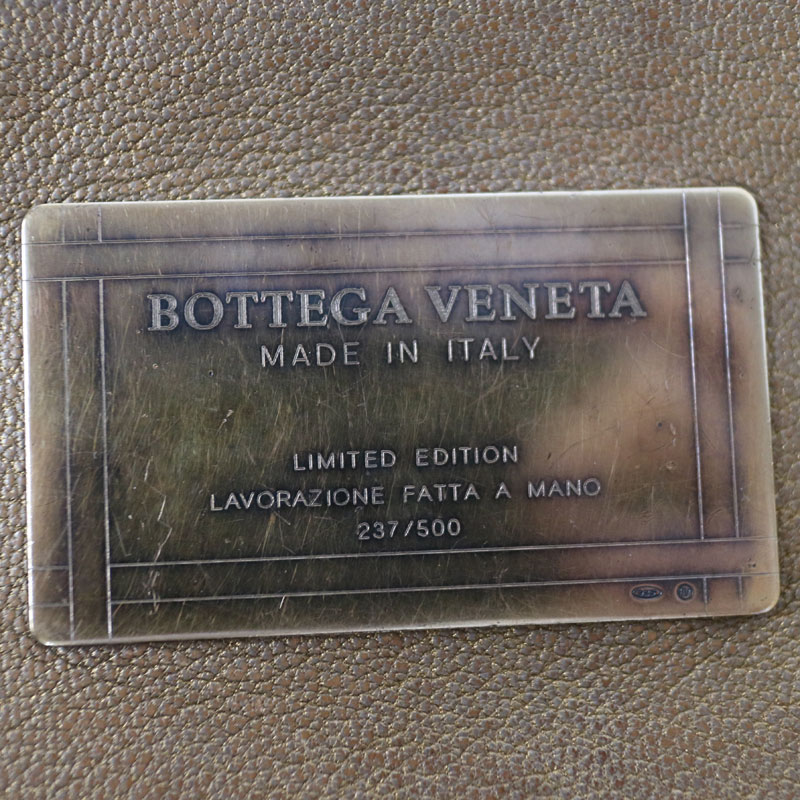 BOTTEGA VENETA
MADE IN ITALY
LIMITED EDITION
LAVORAZIONE FATTA A MANO
237/500